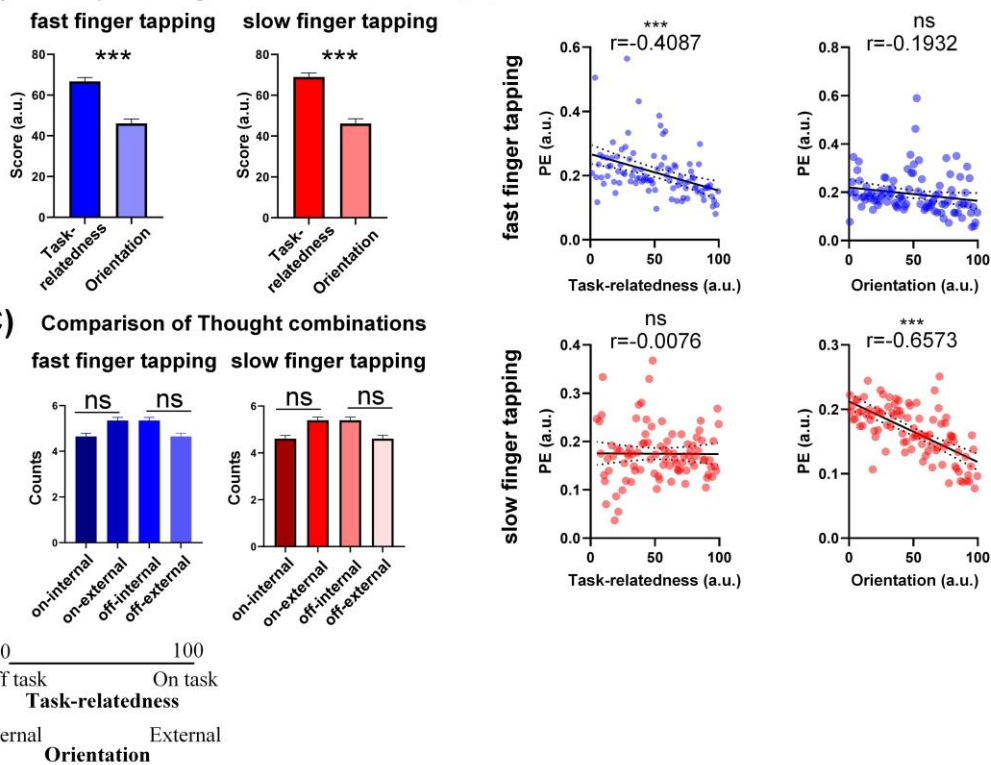 fast finger tapping
slow finger tapping
***
***
80
60
40
20
0
Score (a.u.)
Task-
relatedness
Orientation
80
60
40
20
0
Score (a.u.)
Task-
relatedness
Orientation
Comparison of Thought combinations
fast finger tapping
slow finger tapping
ns
ns
ns
ns
6
4
2
0
Counts
on-internal
on-external
off-internal
off-external
6
4
2
0
Counts
on-internal
on-external
off-internal
off-external
0
100
f task
On task
Task-relatedness
ernal
External
Orientation
fast finger tapping
***
r=-0.4087
0.6
0.4
0.2
0.0
PE (a.u.)
0
50
100
Task-relatedness (a.u.)
ns
r=-0.1932
0.8
0.6
0.4
0.2
0.0
PE (a.u.)
0
50
100
Orientation (a.u.)
slow finger tapping
ns
r=-0.0076
0.4
0.3
0.2
0.1
0.0
PE (a.u.)
0
50
100
Task-relatedness (a.u.)
***
r=-0.6573
0.3
0.2
0.1
0.0
PE (a.u.)
0
50
100
Orientation (a.u.)